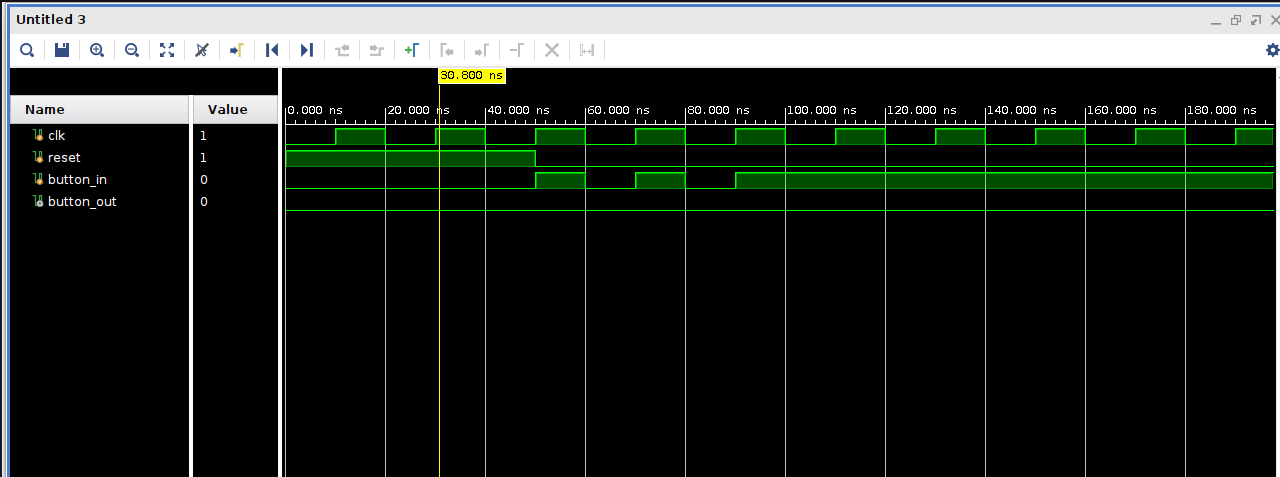 Untitled 3
30.800 ns
Name Value 0.000 ns 20.000 ns 40.000 ns 60.000 ns 80.000 ns 100.000 ns 120.000 ns 140.000 ns 160.000 ns 180.000 ns
clk 1
reset 1
button_in 0
button_out 0